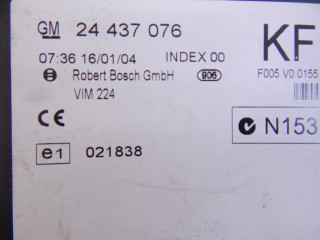 GM 24 437 076
KF
07:36 16/01/04 INDEX 00
Robert Bosch GmbH 906
VIM 224
F005 V0 0155
CE
N153
e1 021838